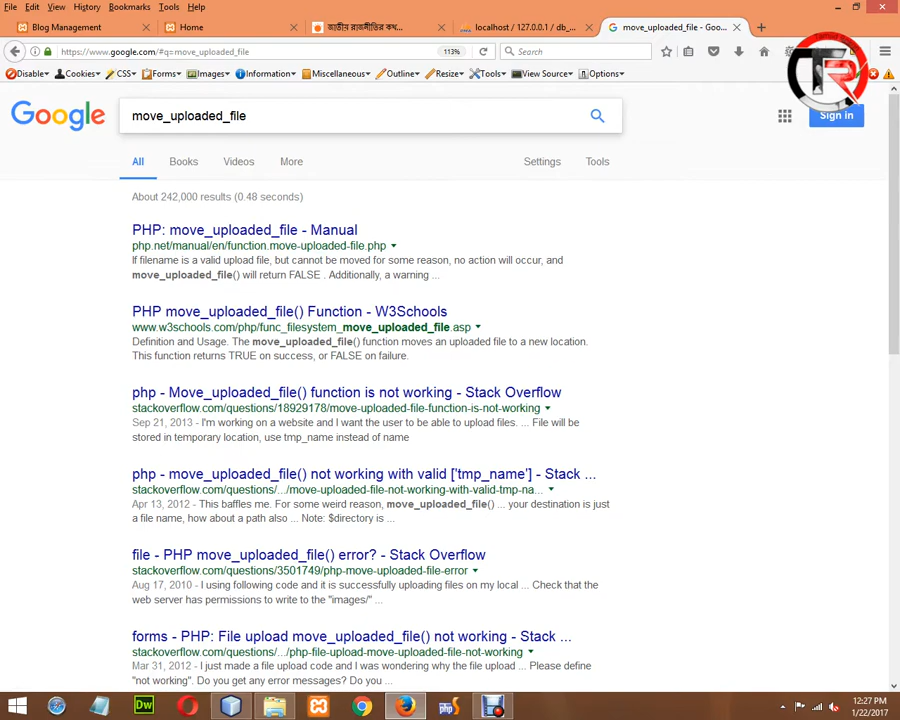 File Edit View History Bookmarks Tools Help
Blog Management
Home
জাতীয় রাজনীতির কথ...
localhost / 127.0.0.1 / db_...
move_uploaded_file - Goo...
https://www.google.com/#q=move_uploaded_file
113%
Search
Disable Cookies CSS Forms Images Information Miscellaneous Outline Resize Tools View Source Options
Google
move_uploaded_file
Sign in
All Books Videos More Settings Tools
About 242,000 results (0.48 seconds)
PHP: move_uploaded_file - Manual
php.net/manual/en/function.move-uploaded-file.php
If filename is a valid upload file, but cannot be moved for some reason, no action will occur, and
move_uploaded_file() will return FALSE . Additionally, a warning ...
PHP move_uploaded_file() Function - W3Schools
www.w3schools.com/php/func_filesystem_move_uploaded_file.asp
Definition and Usage. The move_uploaded_file() function moves an uploaded file to a new location.
This function returns TRUE on success, or FALSE on failure.
php - Move_uploaded_file() function is not working - Stack Overflow
stackoverflow.com/questions/18929178/move-uploaded-file-function-is-not-working
Sep 21, 2013 - I'm working on a website and I want the user to be able to upload files. ... File will be
stored in temporary location, use tmp_name instead of name
php - move_uploaded_file() not working with valid ['tmp_name'] - Stack ...
stackoverflow.com/questions/.../move-uploaded-file-not-working-with-valid-tmp-na...
Apr 13, 2012 - This baffles me. For some weird reason, move_uploaded_file() ... your destination is just
a file name, how about a path also ... Note: $directory is ...
file - PHP move_uploaded_file() error? - Stack Overflow
stackoverflow.com/questions/3501749/php-move-uploaded-file-error
Aug 17, 2010 - I using following code and it is successfully uploading files on my local ... Check that the
web server has permissions to write to the "images/" ...
forms - PHP: File upload move_uploaded_file() not working - Stack ...
stackoverflow.com/questions/.../php-file-upload-move-uploaded-file-not-working
Mar 31, 2012 - I just made a file upload code and I was wondering why the file upload ... Please define
"not working". Do you get any error messages? Do you ...
Dw
php
12:27 PM
1/22/2017